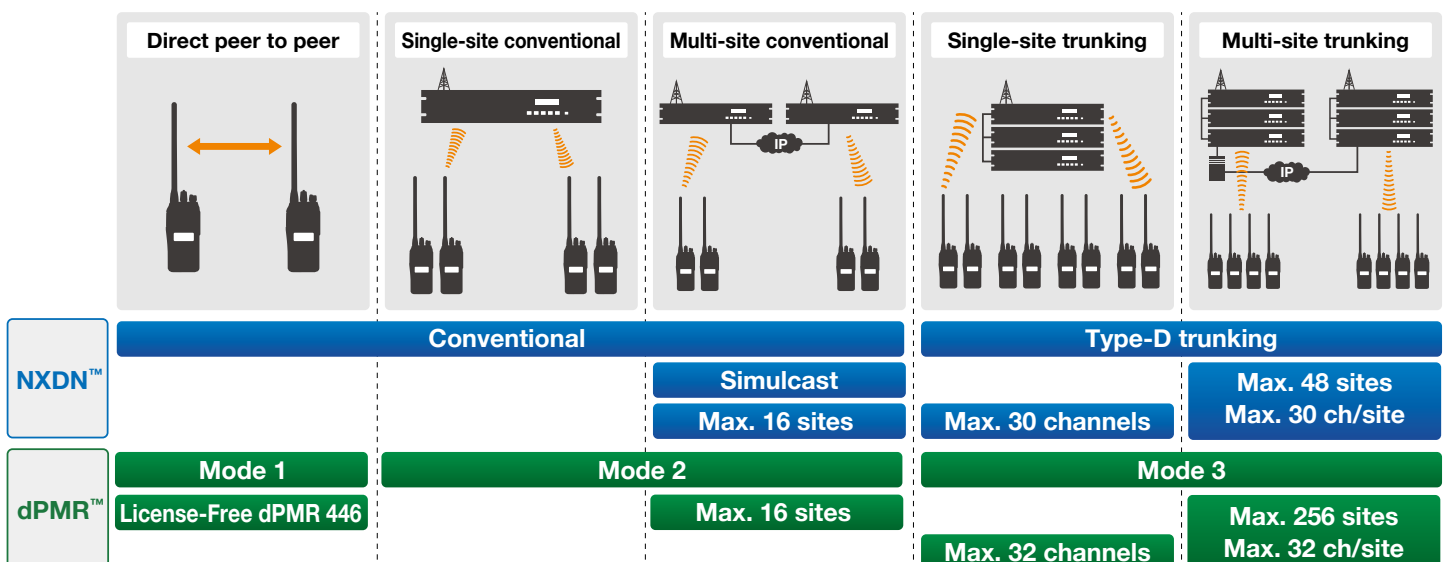 Direct peer to peer
Single-site conventional
Multi-site conventional
Single-site trunking
Multi-site trunking
IP
IP
NXDN™
Conventional
Type-D trunking
Simulcast
Max. 16 sites
Max. 30 channels
Max. 48 sites
Max. 30 ch/site
dPMR™
Mode 1
Mode 2
Mode 3
License-Free dPMR 446
Max. 16 sites
Max. 32 channels
Max. 256 sites
Max. 32 ch/site